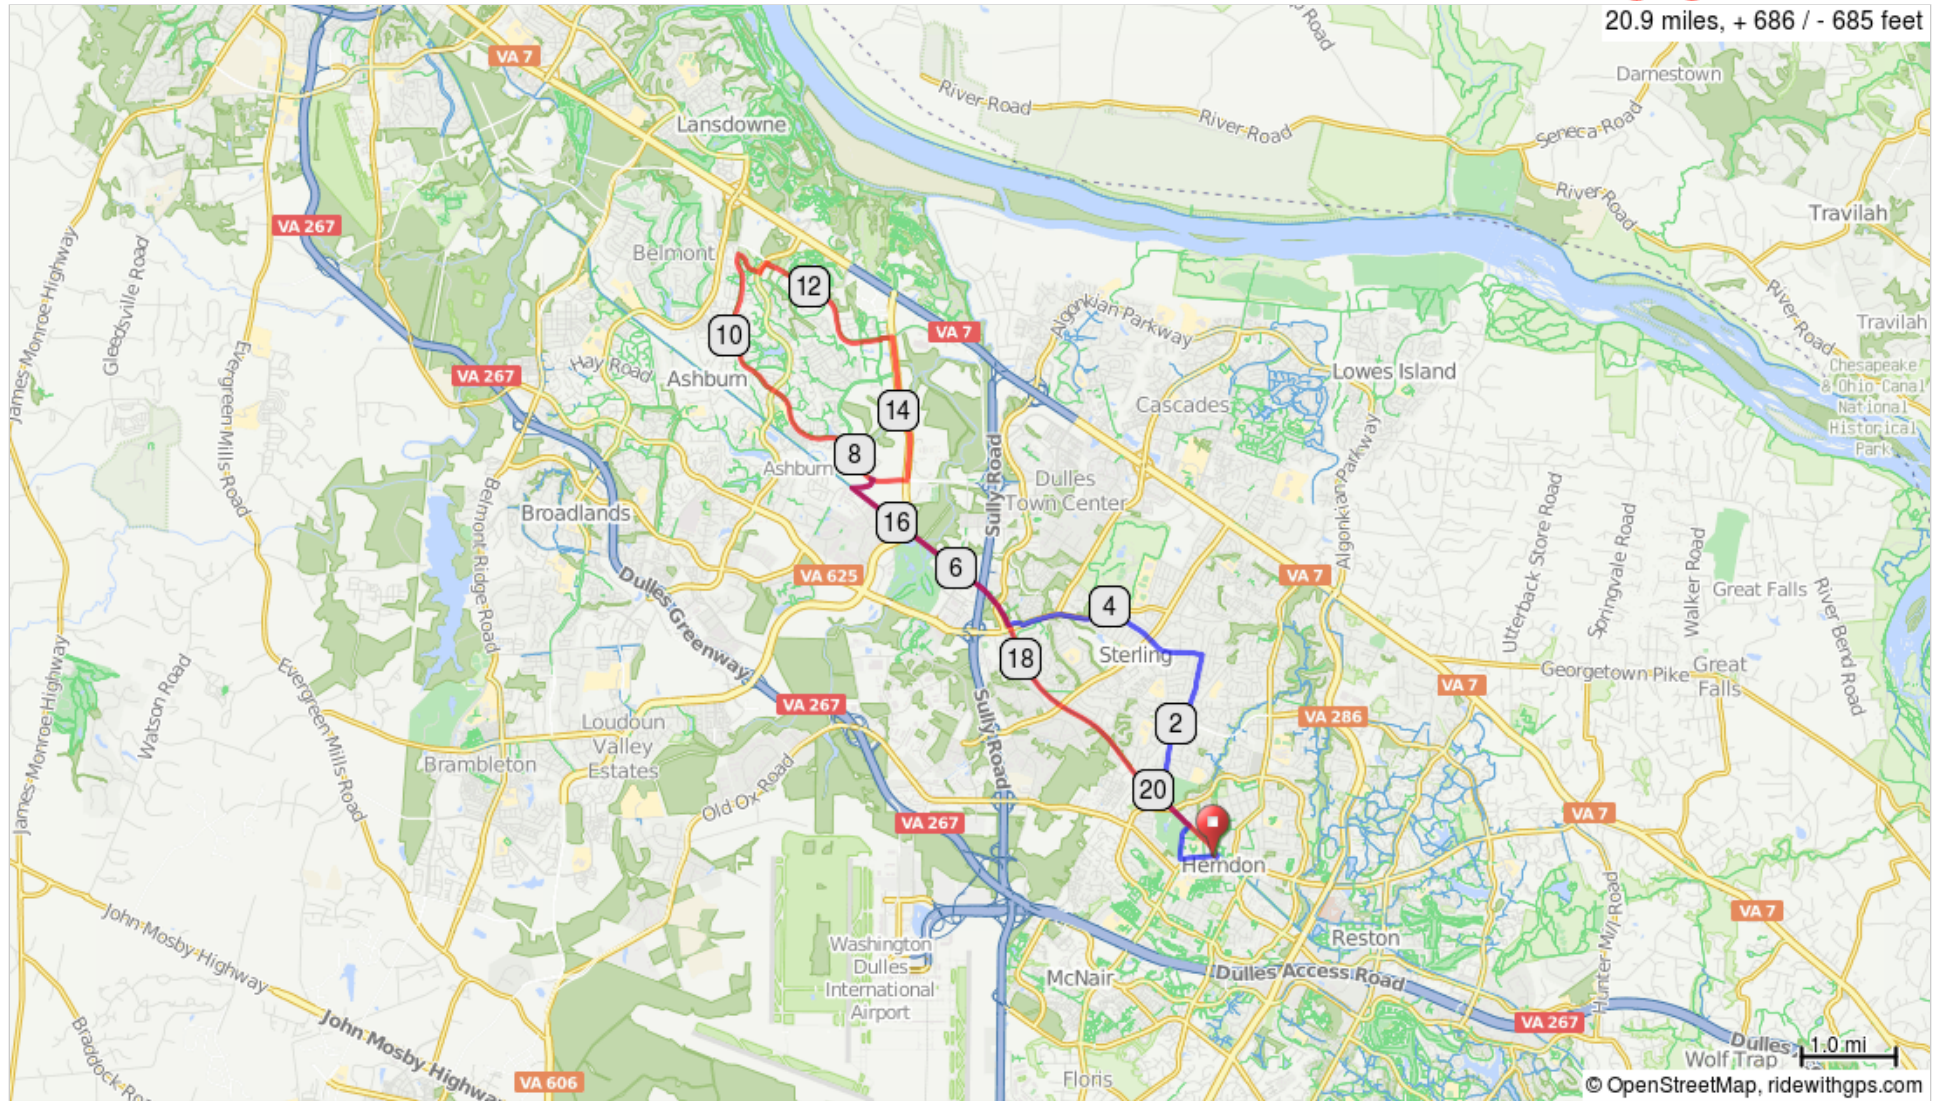 20.9 miles, + 686 / - 685 feet
Road
VA 7
Darnestown
River Road
River Road
Seneca Road
Lansdowne
River Road
Travilah
VA 267
James Monroe Highway
Gleedsville Road
Belmont
12
River Road
Algonkian Parkway
VA 7
Travilah
10
Evergreen Mills Road
Hay Road
VA 267
Ashburn
Lowes Island
Chesapeake
& Ohio Canal
National
Historical
Park
Cascades
14
Algonkian Parkway
8
Ashburn
Sully Road
Dulles
Town Center
Belmont Ridge Road
Broadlands
16
Utterback Store Road
Springvale Road
Walker Road
6
VA 625
VA 7
Great Falls
River Bend Road
Dulles Greenway
4
18
Sterling
Georgetown Pike
Great
Falls
James Monroe Highway
Watson Road
Evergreen Mills Road
VA 7
VA 267
Sully Road
2
VA 286
Loudoun
Valley
Estates
Brambleton
Old Ox Road
20
VA 267
VA 7
Herndon
John Mosby Highway
Hunter Mill Road
VA 7
Washington
Dulles
International
Airport
Reston
McNair
Dulles Access Road
John Mosby Highway
VA 267
Braddock Roa
Dulles
1.0 mi
Wolf Trap
VA 606
Floris
© OpenStreetMap, ridewithgps.com